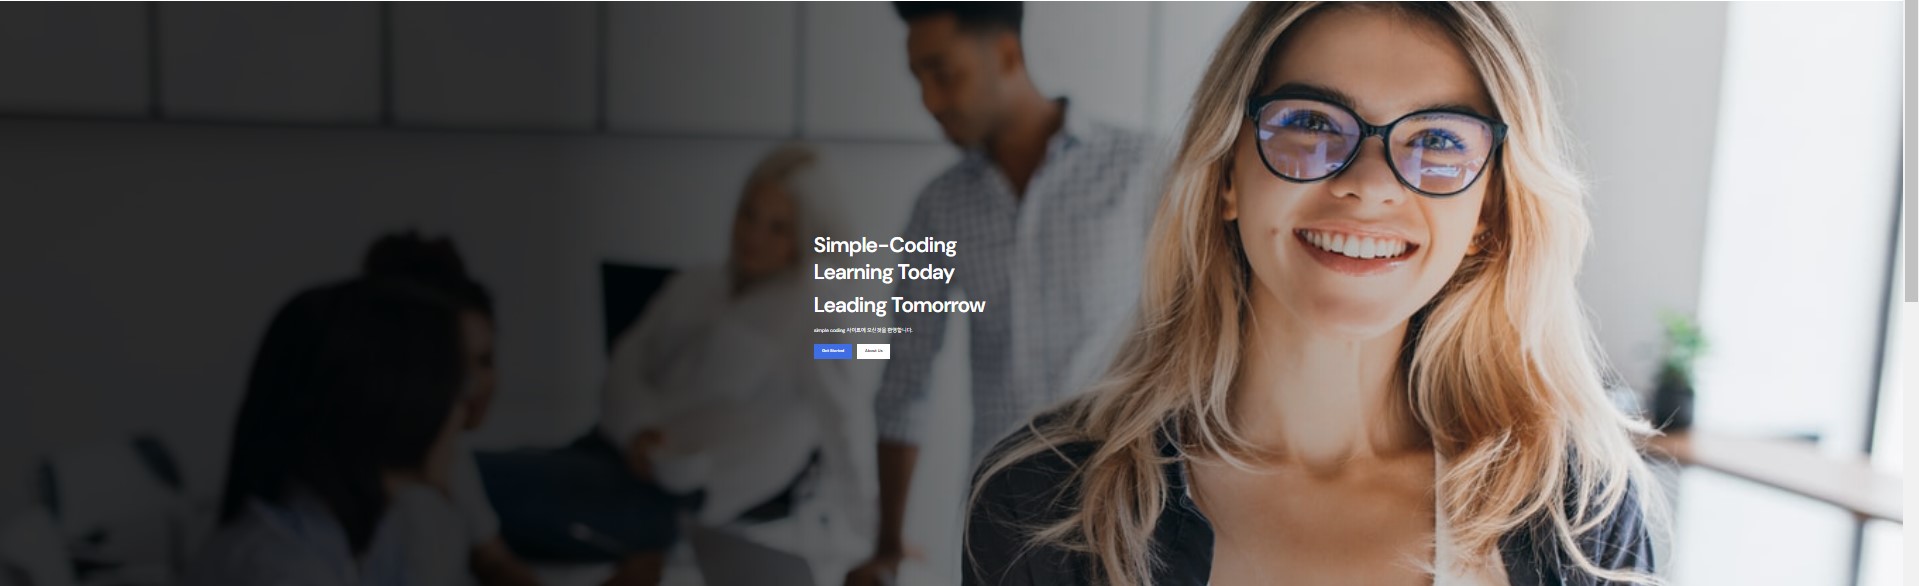 Simple-Coding
Learning Today
Leading Tomorrow
simple coding 사이트에 오신 것을 환영합니다.
Get Started
About Us